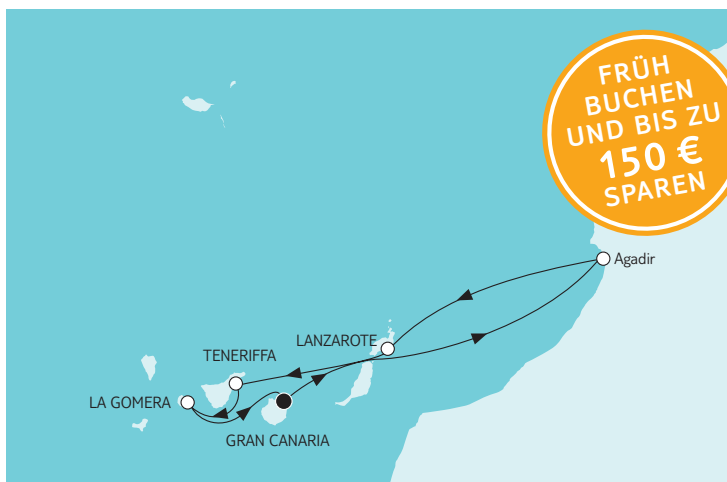 FRÜH
BUCHEN
UND BIS ZU
150 €
SPAREN
Agadir
LANZAROTE
TENERIFFA
LA GOMERA
GRAN CANARIA